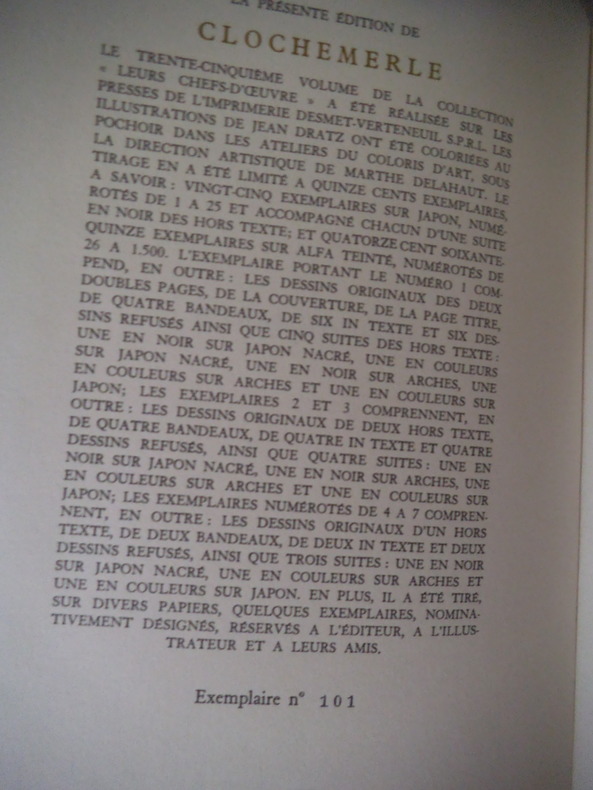 LA PRÉSENTE ÉDITION DE
CLOCHEMERLE
LE TRENTE-CINQUIÈME VOLUME DE LA COLLECTION
« LEURS CHEFS-D'ŒUVRE » A ÉTÉ RÉALISÉE SUR LES
PRESSES DE L'IMPRIMERIE DESMET-VERTENEUIL S.P.R.L. LES
ILLUSTRATIONS DE JEAN DRATZ ONT ÉTÉ COLORIÉES AU
POCHOIR DANS LES ATELIERS DU COLORIS D'ART, SOUS
LA DIRECTION ARTISTIQUE DE MARTHE DELAHAUT. LE
TIRAGE EN A ÉTÉ LIMITÉ A QUINZE CENTS EXEMPLAIRES,
A SAVOIR : VINGT-CINQ EXEMPLAIRES SUR JAPON, NUMÉ-
ROTÉS DE 1 A 25 ET ACCOMPAGNÉ CHACUN D'UNE SUITE
EN NOIR DES HORS TEXTE; ET QUATORZE CENT SOIXANTE-
QUINZE EXEMPLAIRES SUR ALFA TEINTÉ, NUMÉROTÉS DE
26 A 1.500. L'EXEMPLAIRE PORTANT LE NUMÉRO 1 COM-
PEND, EN OUTRE : LES DESSINS ORIGINAUX DES DEUX
DOUBLES PAGES, DE LA COUVERTURE, DE LA PAGE TITRE,
DE QUATRE BANDEAUX, DE SIX IN TEXTE ET SIX DES-
SINS REFUSÉS AINSI QUE CINQ SUITES DES HORS TEXTE :
UNE EN NOIR SUR JAPON NACRÉ, UNE EN COULEURS
SUR JAPON NACRÉ, UNE EN NOIR SUR ARCHES, UNE
EN COULEURS SUR ARCHES ET UNE EN COULEURS SUR
JAPON; LES EXEMPLAIRES 2 ET 3 COMPRENNENT, EN
OUTRE : LES DESSINS ORIGINAUX DE DEUX HORS TEXTE,
DE QUATRE BANDEAUX, DE QUATRE IN TEXTE ET QUATRE
DESSINS REFUSÉS, AINSI QUE QUATRE SUITES : UNE EN
NOIR SUR JAPON NACRÉ, UNE EN NOIR SUR ARCHES, UNE
EN COULEURS SUR ARCHES ET UNE EN COULEURS SUR
JAPON; LES EXEMPLAIRES NUMÉROTÉS DE 4 A 7 COMPREN-
NENT, EN OUTRE : LES DESSINS ORIGINAUX D'UN HORS
TEXTE, DE DEUX BANDEAUX, DE DEUX IN TEXTE ET DEUX
DESSINS REFUSÉS, AINSI QUE TROIS SUITES : UNE EN NOIR
SUR JAPON NACRÉ, UNE EN COULEURS SUR ARCHES ET
UNE EN COULEURS SUR JAPON. EN PLUS, IL A ÉTÉ TIRÉ,
SUR DIVERS PAPIERS, QUELQUES EXEMPLAIRES, NOMINA-
TIVEMENT DÉSIGNÉS, RÉSERVÉS A L'ÉDITEUR, A L'ILLUS-
TRATEUR ET A LEURS AMIS.
Exemplaire n° 101